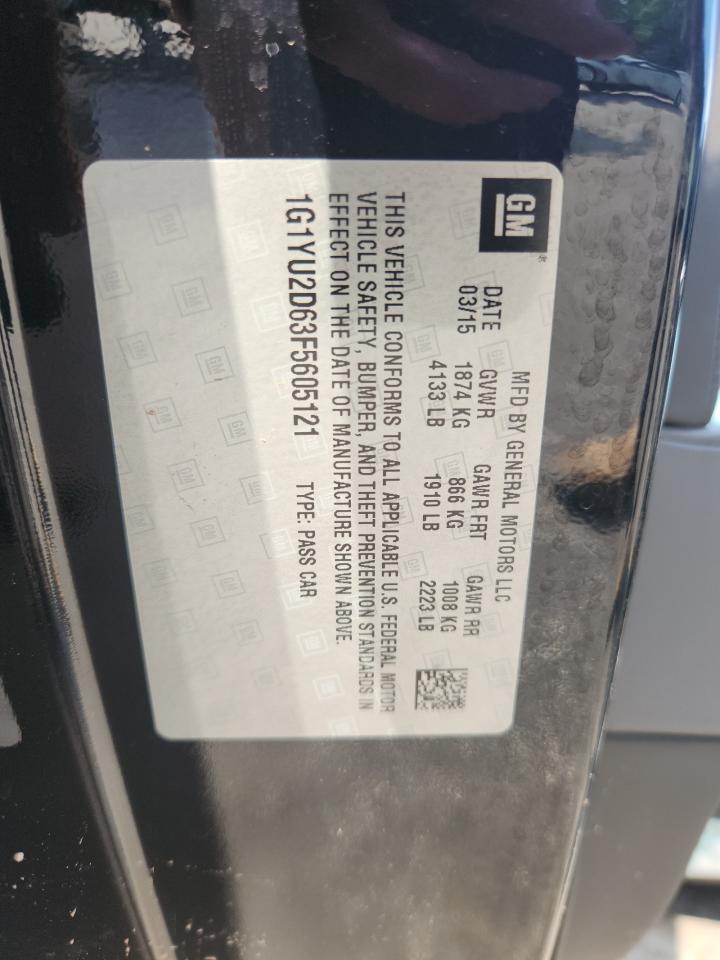 GM
MFD BY GENERAL MOTORS LLC
DATE GVWR GAWR FRT GAWR RR
03/15 1874 KG 866 KG 1008 KG
4133 LB 1910 LB 2223 LB
THIS VEHICLE CONFORMS TO ALL APPLICABLE U.S. FEDERAL MOTOR
VEHICLE SAFETY, BUMPER, AND THEFT PREVENTION STANDARDS IN
EFFECT ON THE DATE OF MANUFACTURE SHOWN ABOVE.
1G1YU2D63F5605121 TYPE: PASS CAR